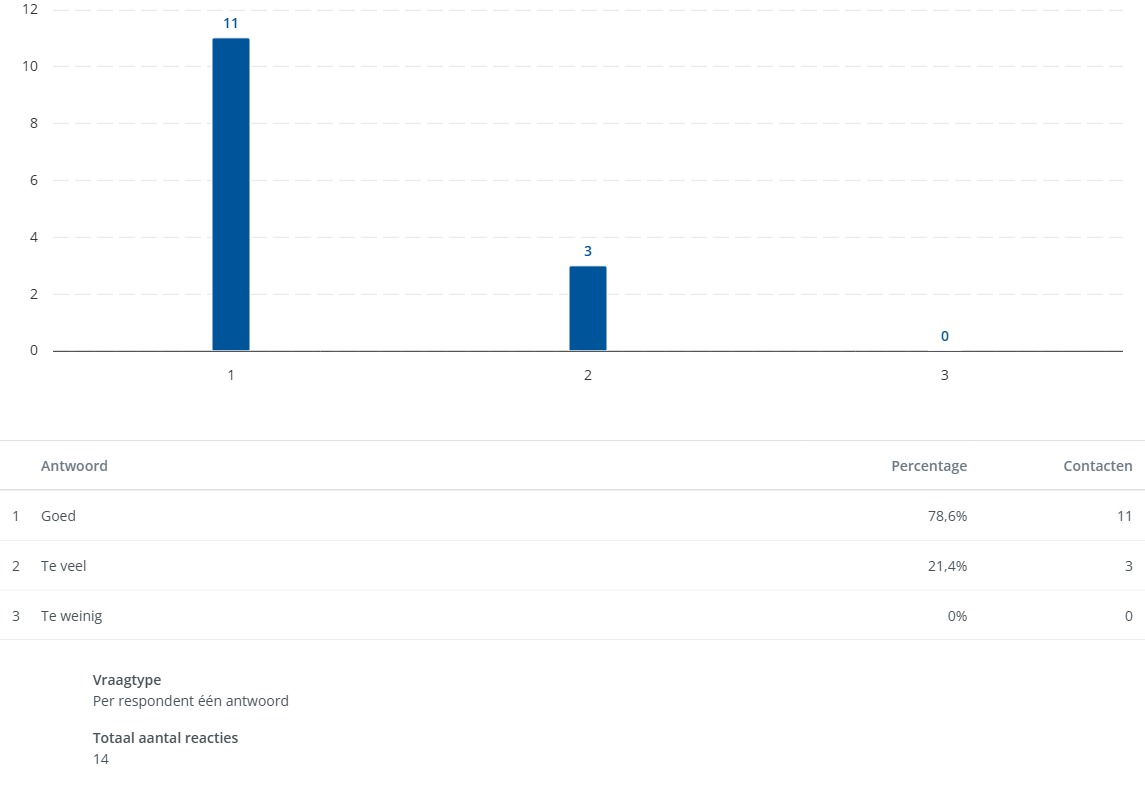 12
11
10
8
6
4
3
2
0
0
1 2 3
Antwoord Percentage Contacten
1 Goed 78,6% 11
2 Te veel 21,4% 3
3 Te weinig 0% 0
Vraagtype
Per respondent één antwoord
Totaal aantal reacties
14